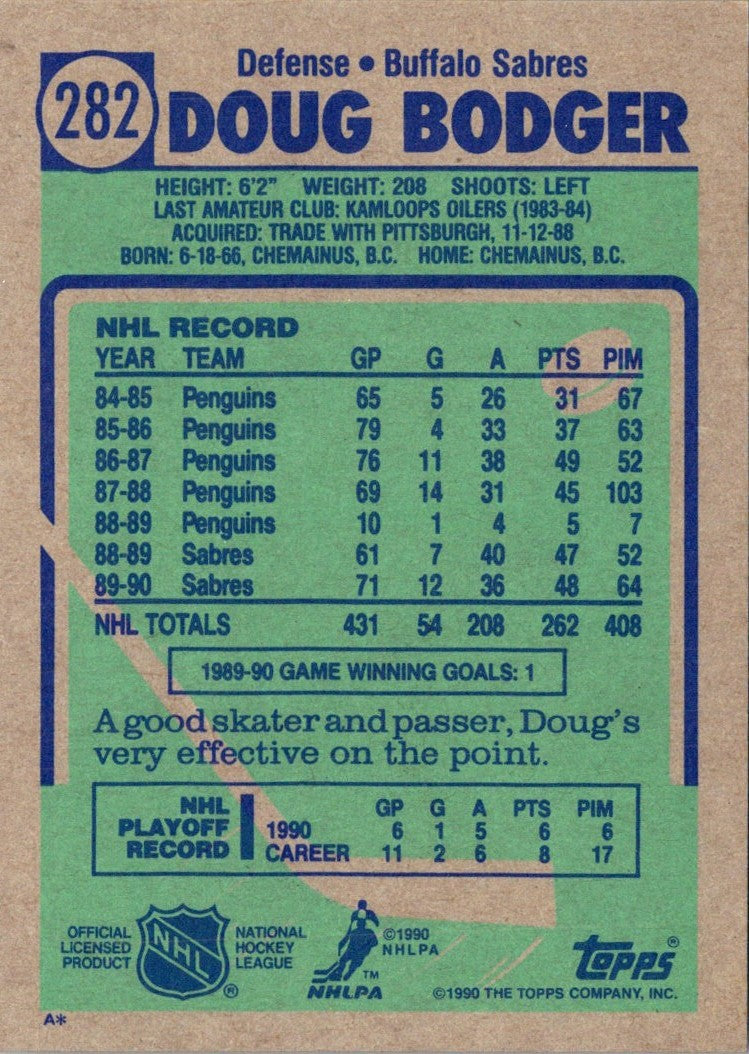 Defense • Buffalo Sabres
282 DOUG BODGER
HEIGHT: 6'2" WEIGHT: 208 SHOOTS: LEFT
LAST AMATEUR CLUB: KAMLOOPS OILERS (1983-84)
ACQUIRED: TRADE WITH PITTSBURGH, 11-12-88
BORN: 6-18-66, CHEMAINUS, B.C. HOME: CHEMAINUS, B.C.
NHL RECORD
YEAR TEAM GP G A PTS PIM
84-85 Penguins 65 5 26 31 67
85-86 Penguins 79 4 33 37 63
86-87 Penguins 76 11 38 49 52
87-88 Penguins 69 14 31 45 103
88-89 Penguins 10 1 4 5 7
88-89 Sabres 61 7 40 47 52
89-90 Sabres 71 12 36 48 64
NHL TOTALS 431 54 208 262 408
1989-90 GAME WINNING GOALS: 1
A good skater and passer, Doug's
very effective on the point.
NHL PLAYOFF RECORD
GP G A PTS PIM
1990 6 1 5 6 6
CAREER 11 2 6 8 17
OFFICIAL
LICENSED
PRODUCT
NHL ®
NATIONAL
HOCKEY
LEAGUE
TM
NHLPA
©1990
NHLPA
Topps ®
©1990 THE TOPPS COMPANY, INC.
A*